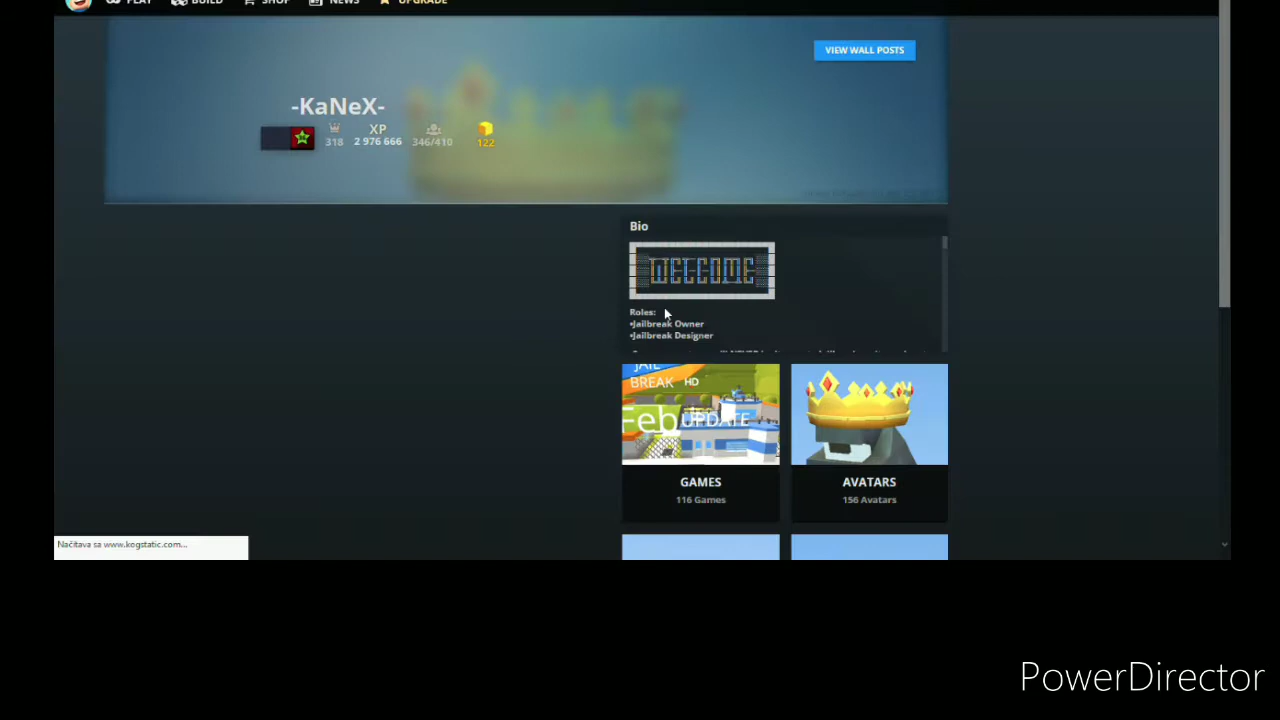 PLAY BUILD SHOP NEWS UPGRADE
VIEW WALL POSTS
-KaNeX-
XP
318 2 976 666 346/410 122
Bio
WELCOME
Roles:
•Jailbreak Owner
•Jailbreak Designer
JAIL
BREAK HD
Feb UPDATE
GAMES
116 Games
AVATARS
156 Avatars
Načítava sa www.kogstatic.com...
PowerDirector